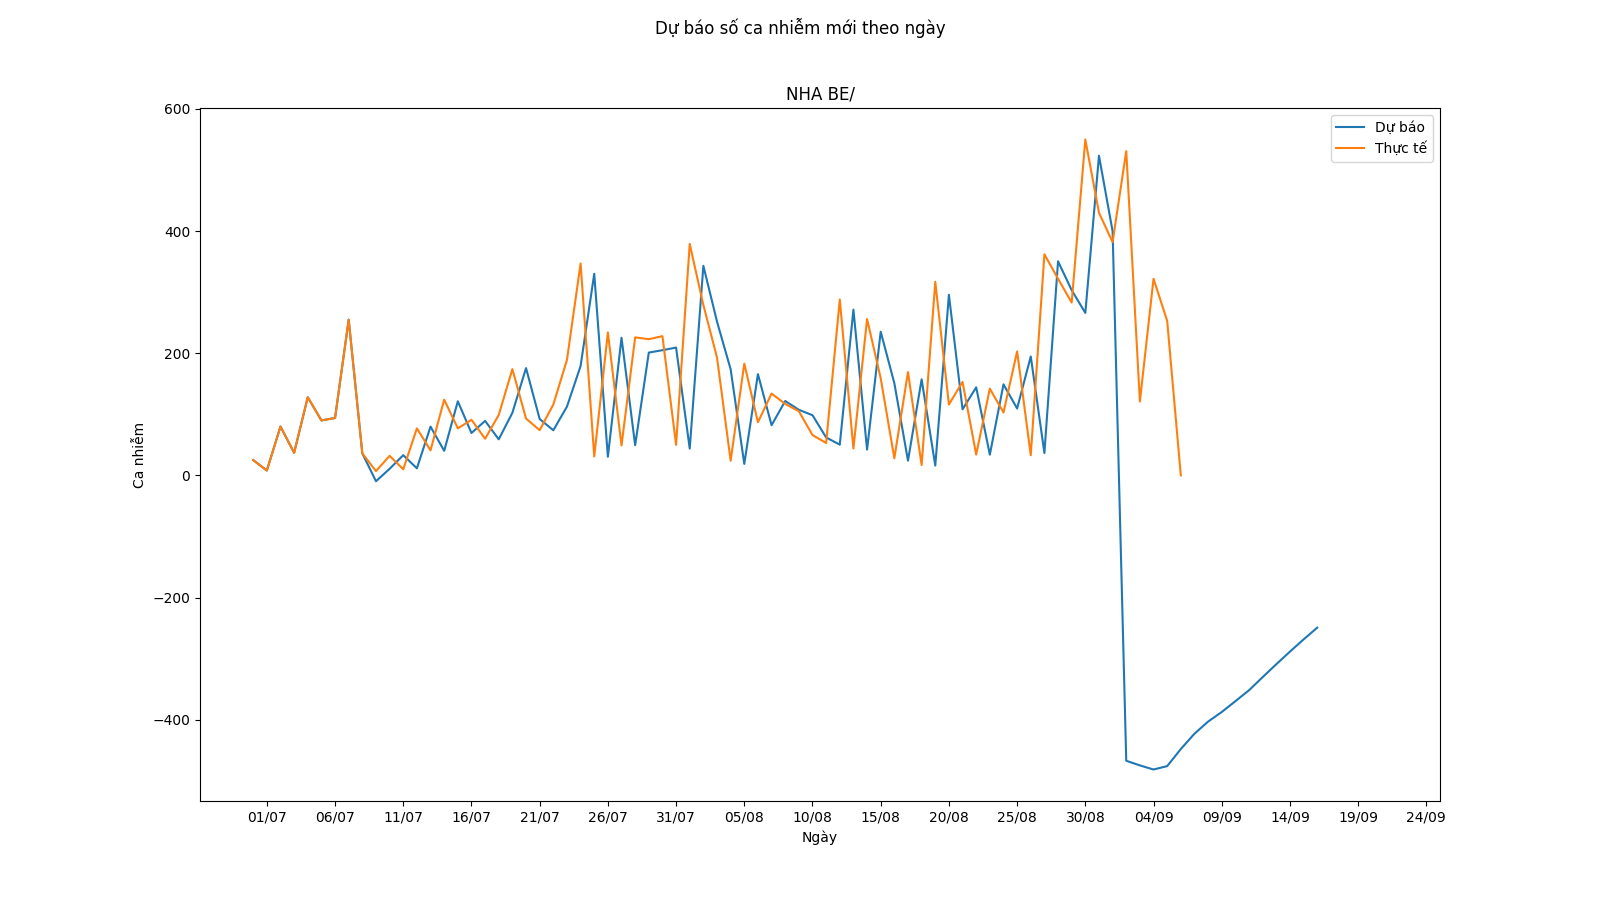 Dự báo số ca nhiễm mới theo ngày
NHA BE/
600
400
200
0
−200
−400
Ca nhiễm
Dự báo
Thực tế
01/07 06/07 11/07 16/07 21/07 26/07 31/07 05/08 10/08 15/08 20/08 25/08 30/08 04/09 09/09 14/09 19/09 24/09
Ngày